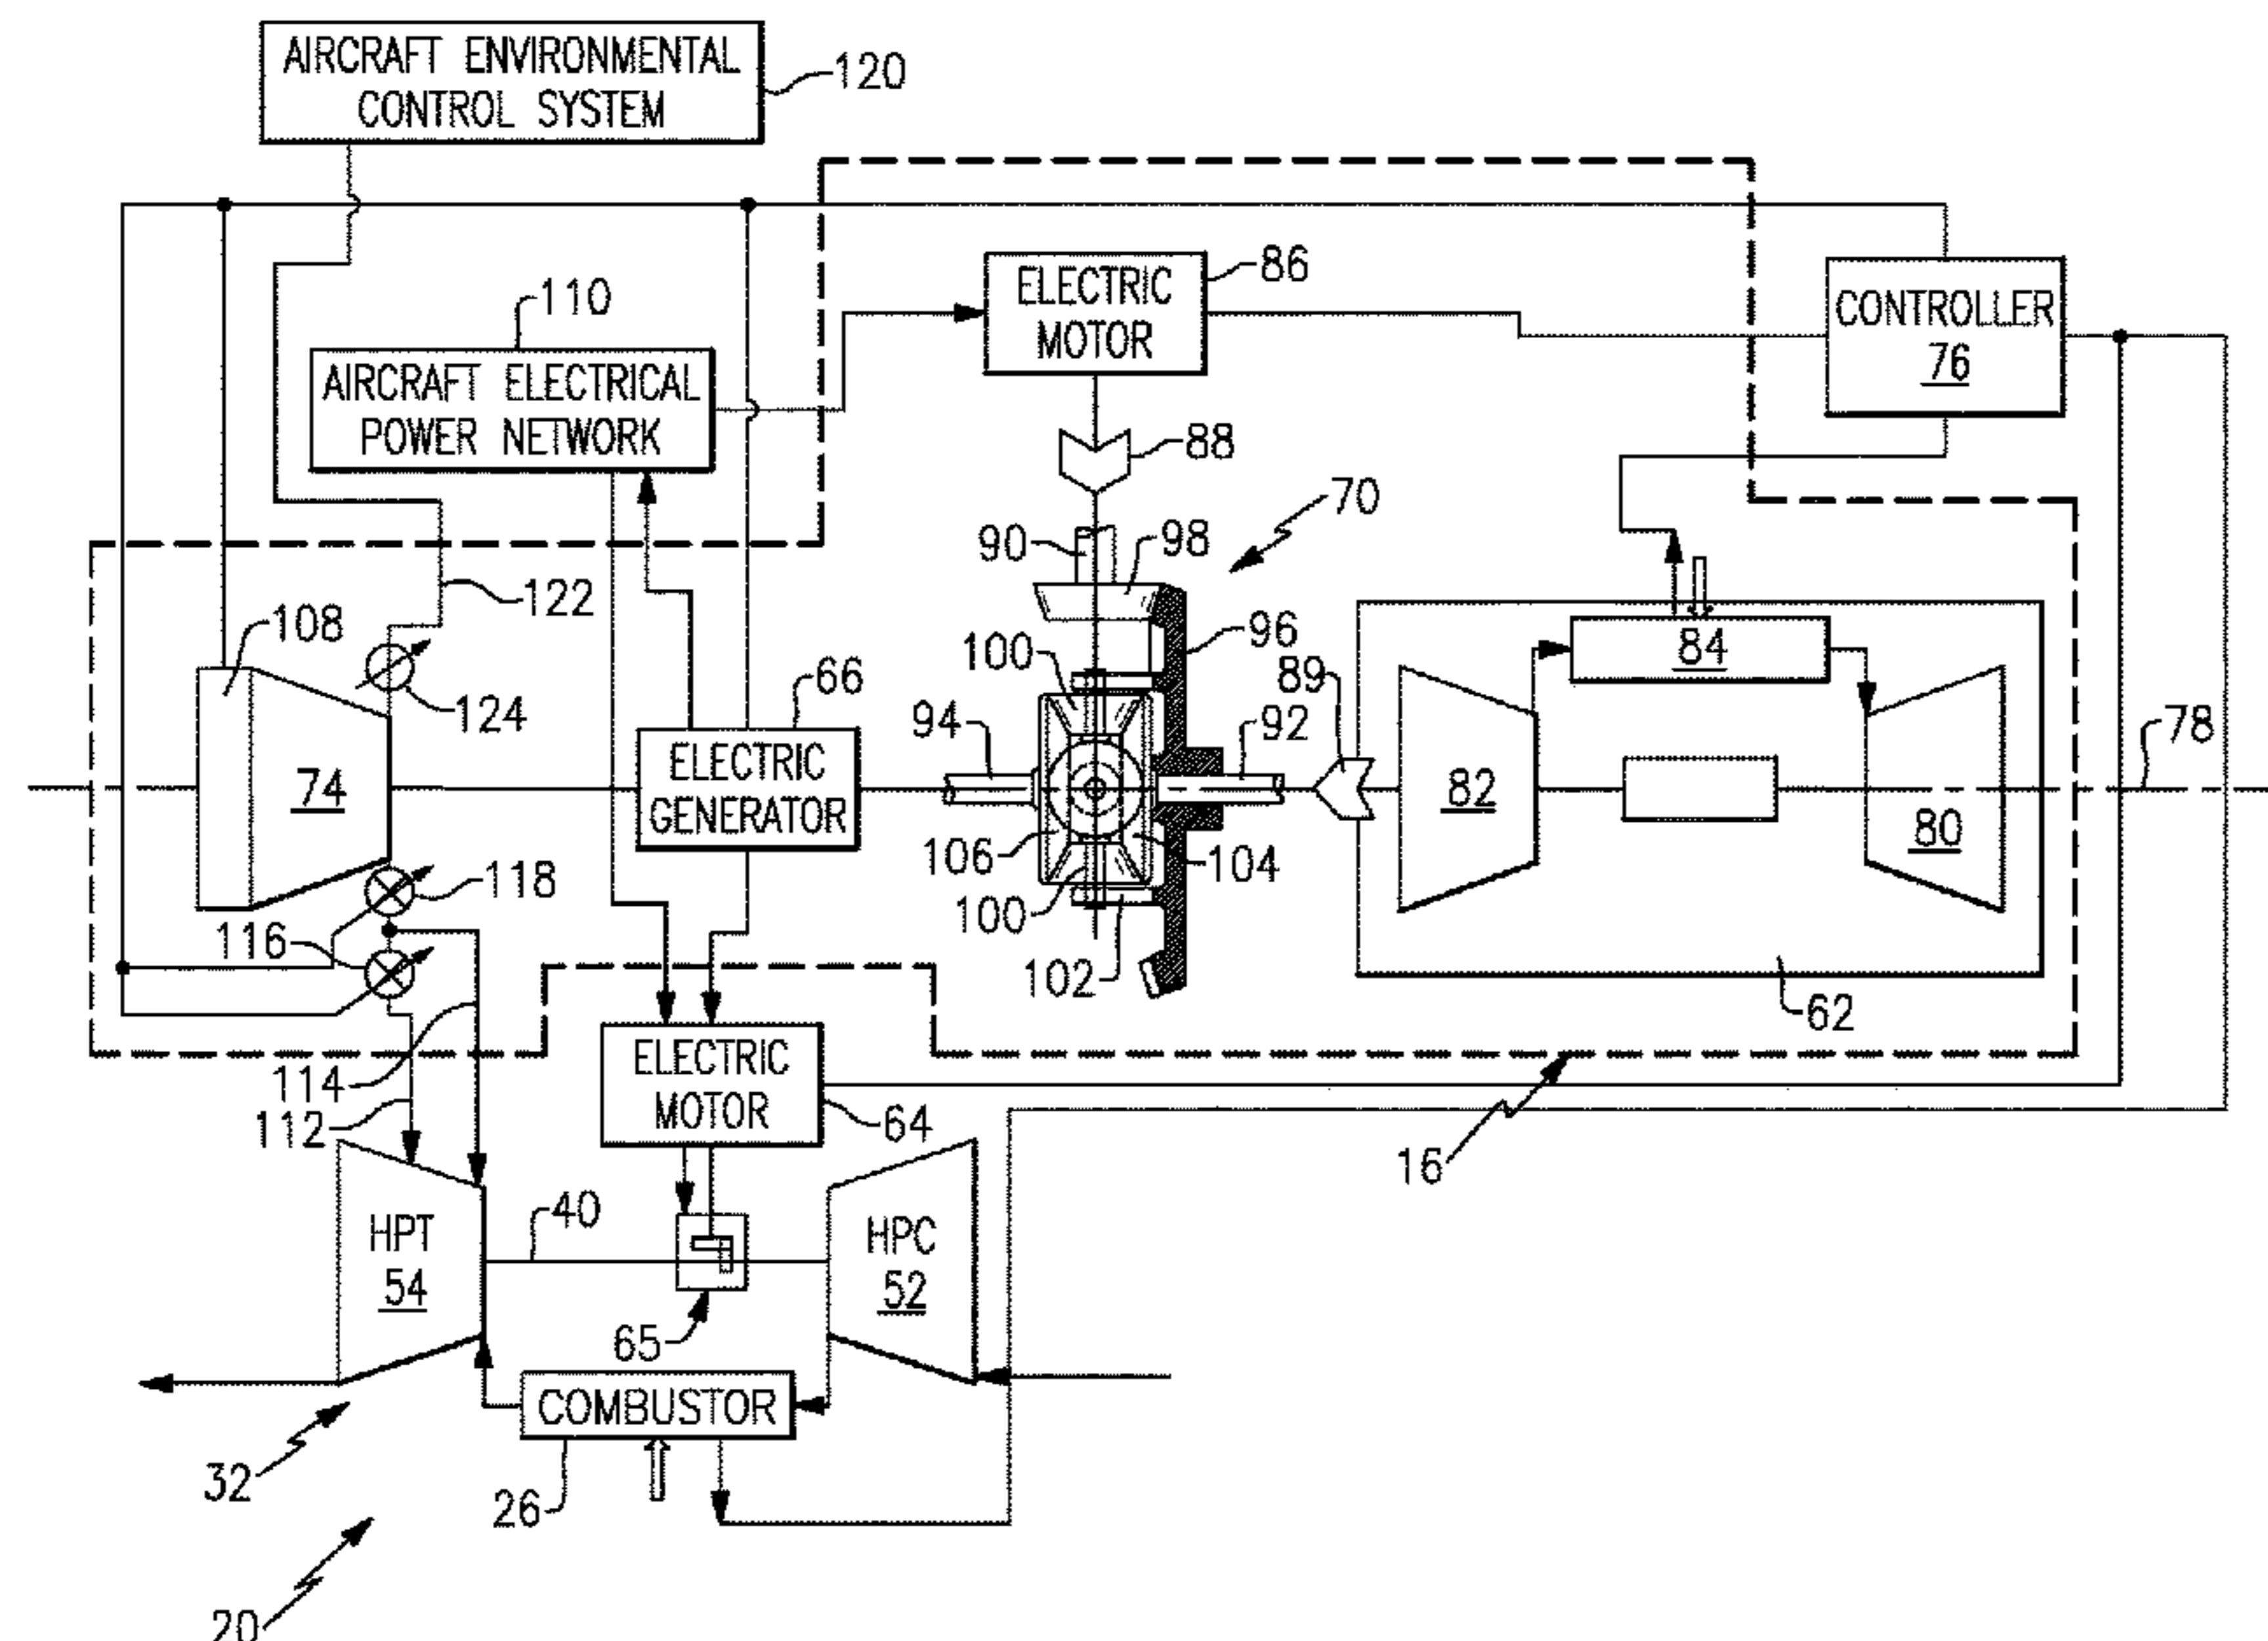 AIRCRAFT ENVIRONMENTAL
CONTROL SYSTEM
120
110
AIRCRAFT ELECTRICAL
POWER NETWORK
ELECTRIC
MOTOR
86
CONTROLLER
76
88
70
90
98
122
108
96
100
84
89
124
66
94
92
78
74
ELECTRIC
GENERATOR
82
80
106
104
118
100
116
102
62
114
ELECTRIC
MOTOR
112
64
16
40
HPT
54
HPC
52
65
COMBUSTOR
32
26
20